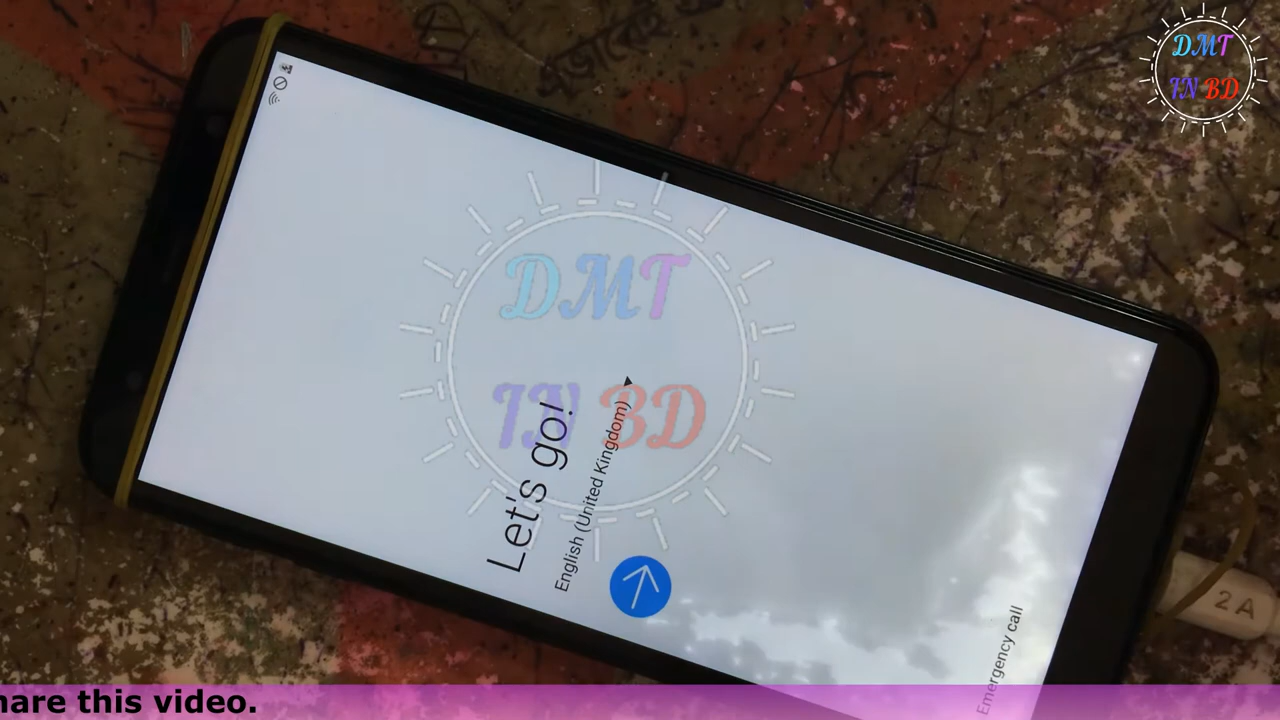 DMT
IN BD
DMT
IN BD
Let's go!
English (United Kingdom)
Emergency call
2A
hare this video.